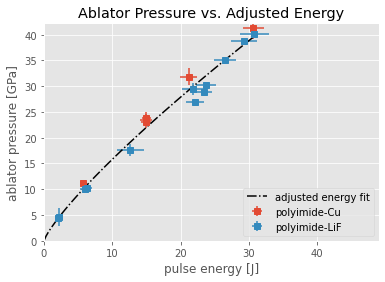 Ablator Pressure vs. Adjusted Energy
ablator pressure [GPa]
40
35
30
25
20
15
10
5
0
0 10 20 30 40
pulse energy [J]
adjusted energy fit
polyimide-Cu
polyimide-LiF